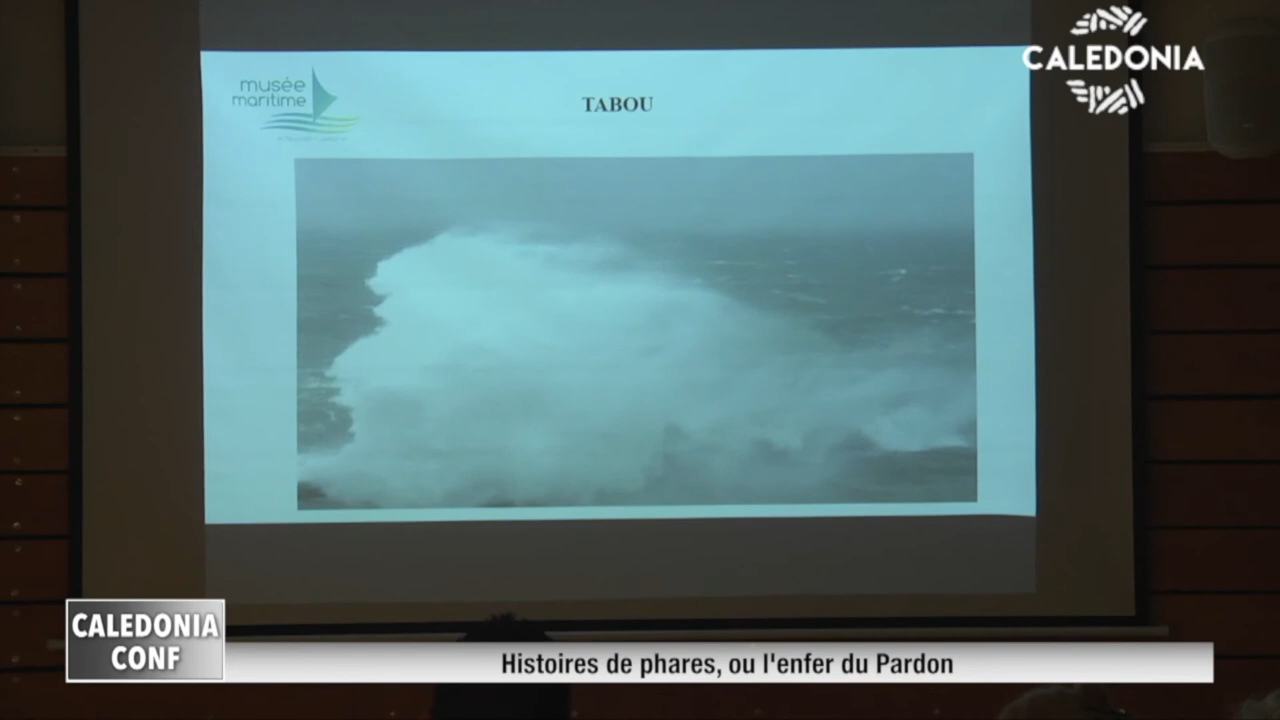 CALEDONIA
musée
maritime
TABOU
CALEDONIA
CONF
Histoires de phares, ou l'enfer du Pardon